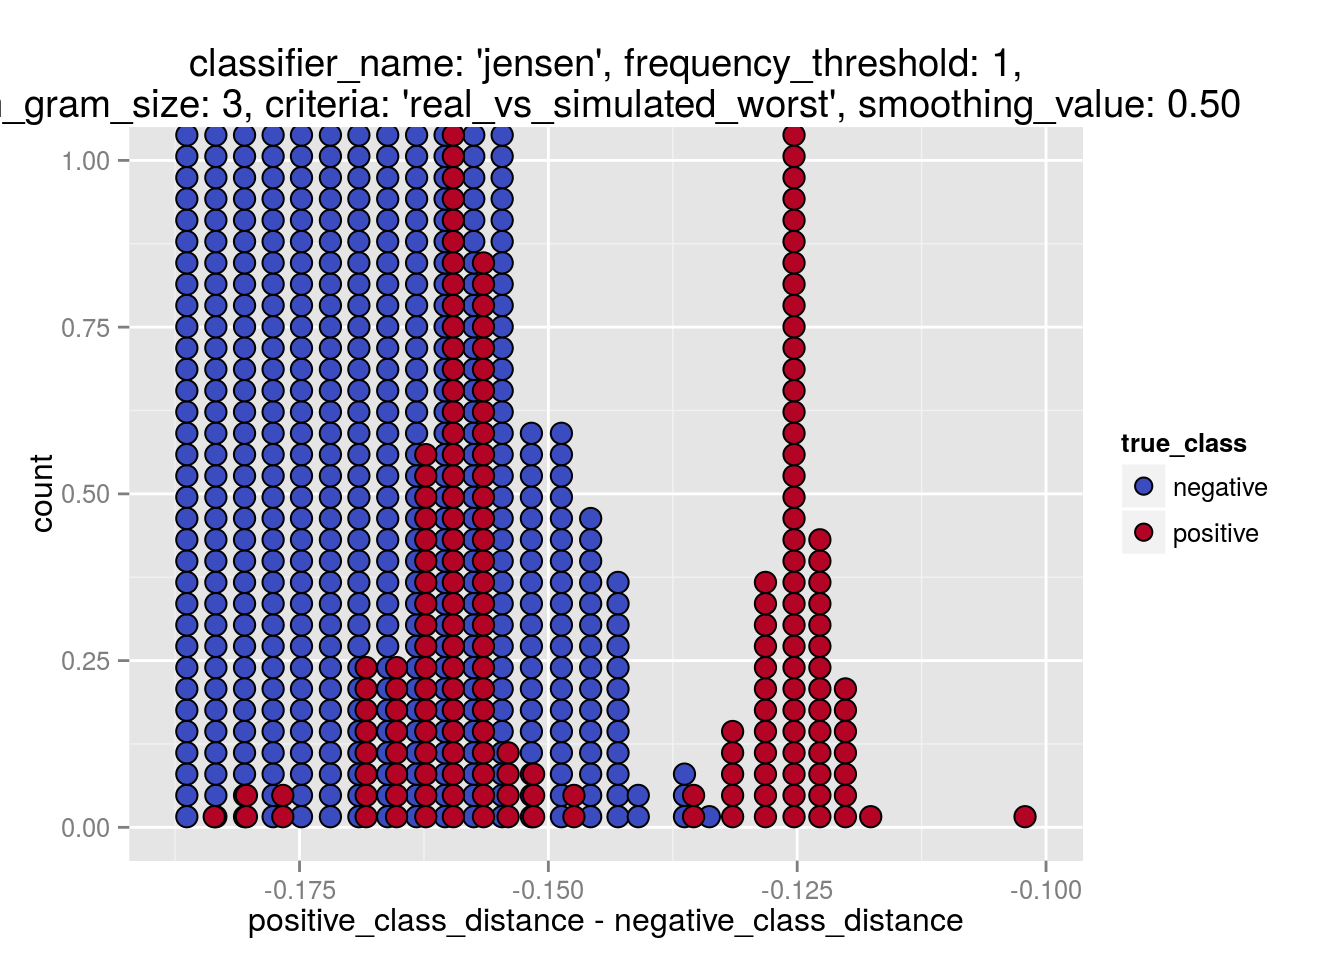 classifier_name: 'jensen', frequency_threshold: 1,
_gram_size: 3, criteria: 'real_vs_simulated_worst', smoothing_value: 0.50
1.00
0.75
0.50
0.25
0.00
count
-0.175
-0.150
-0.125
-0.100
positive_class_distance - negative_class_distance
true_class
negative
positive